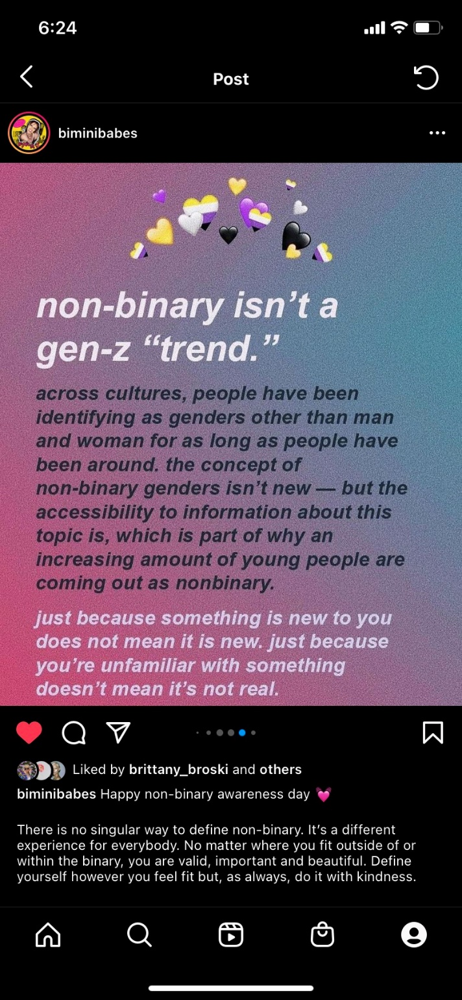 6:24
Post
biminibabes
non-binary isn’t a
gen-z “trend.”
across cultures, people have been
identifying as genders other than man
and woman for as long as people have
been around. the concept of
non-binary genders isn’t new — but the
accessibility to information about this
topic is, which is part of why an
increasing amount of young people are
coming out as nonbinary.
just because something is new to you
does not mean it is new. just because
you’re unfamiliar with something
doesn’t mean it’s not real.
Liked by brittany_broski and others
biminibabes Happy non-binary awareness day 💓
There is no singular way to define non-binary. It’s a different
experience for everybody. No matter where you fit outside of or
within the binary, you are valid, important and beautiful. Define
yourself however you feel fit but, as always, do it with kindness.